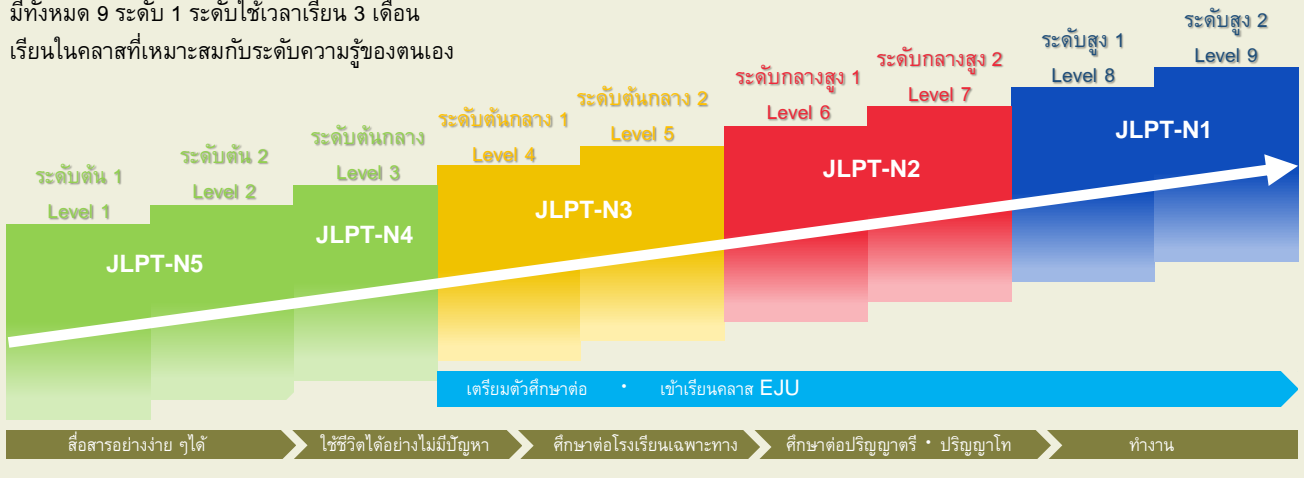 มีทั้งหมด 9 ระดับ 1 ระดับใช้เวลาเรียน 3 เดือน
เรียนในคลาสที่เหมาะสมกับระดับความรู้ของตนเอง
ระดับต้น 1
Level 1
ระดับต้น 2
Level 2
ระดับต้นกลาง
Level 3
ระดับต้นกลาง 1
Level 4
ระดับต้นกลาง 2
Level 5
ระดับกลางสูง 1
Level 6
ระดับกลางสูง 2
Level 7
ระดับสูง 1
Level 8
ระดับสูง 2
Level 9
JLPT-N5
JLPT-N4
JLPT-N3
JLPT-N2
JLPT-N1
เตรียมตัวศึกษาต่อ ・ เข้าเรียนคลาส EJU
สื่อสารอย่างง่าย ๆได้
ใช้ชีวิตได้อย่างไม่มีปัญหา
ศึกษาต่อโรงเรียนเฉพาะทาง
ศึกษาต่อปริญญาตรี ・ ปริญญาโท
ทำงาน